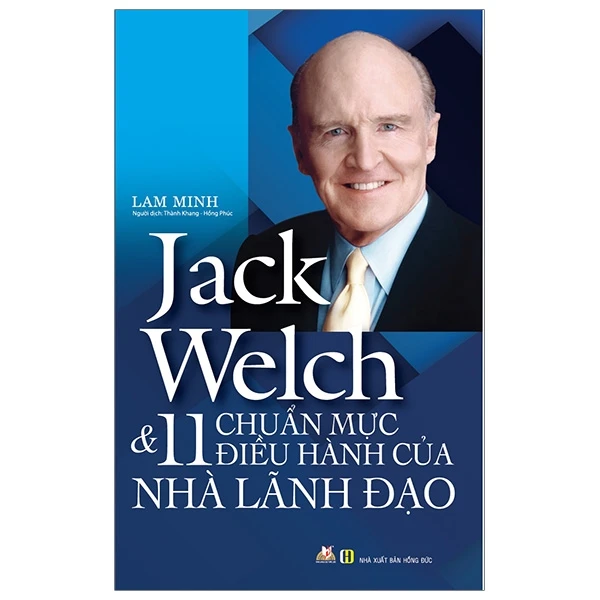 LAM MINH
Người dịch: Thành Khang - Hồng Phúc
Jack
Welch
& 11 CHUẨN MỰC
ĐIỀU HÀNH CỦA
NHÀ LÃNH ĐẠO
NHÀ XUẤT BẢN HỒNG ĐỨC